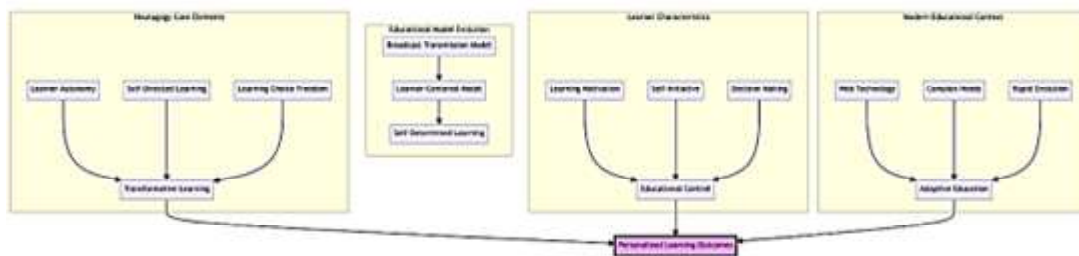 Heutagogy Core Elements
Learner Autonomy
Self-Directed Learning
Learning Choice Freedom
Transformative Learning
Educational Model Evolution
Broadcast Transmission Model
Learner-Centered Model
Self-Determined Learning
Learner Characteristics
Learning Motivation
Self-Initiative
Decision Making
Educational Control
Modern Educational Context
Web Technology
Complex Needs
Rapid Evolution
Adaptive Education
Personalized Learning Outcomes